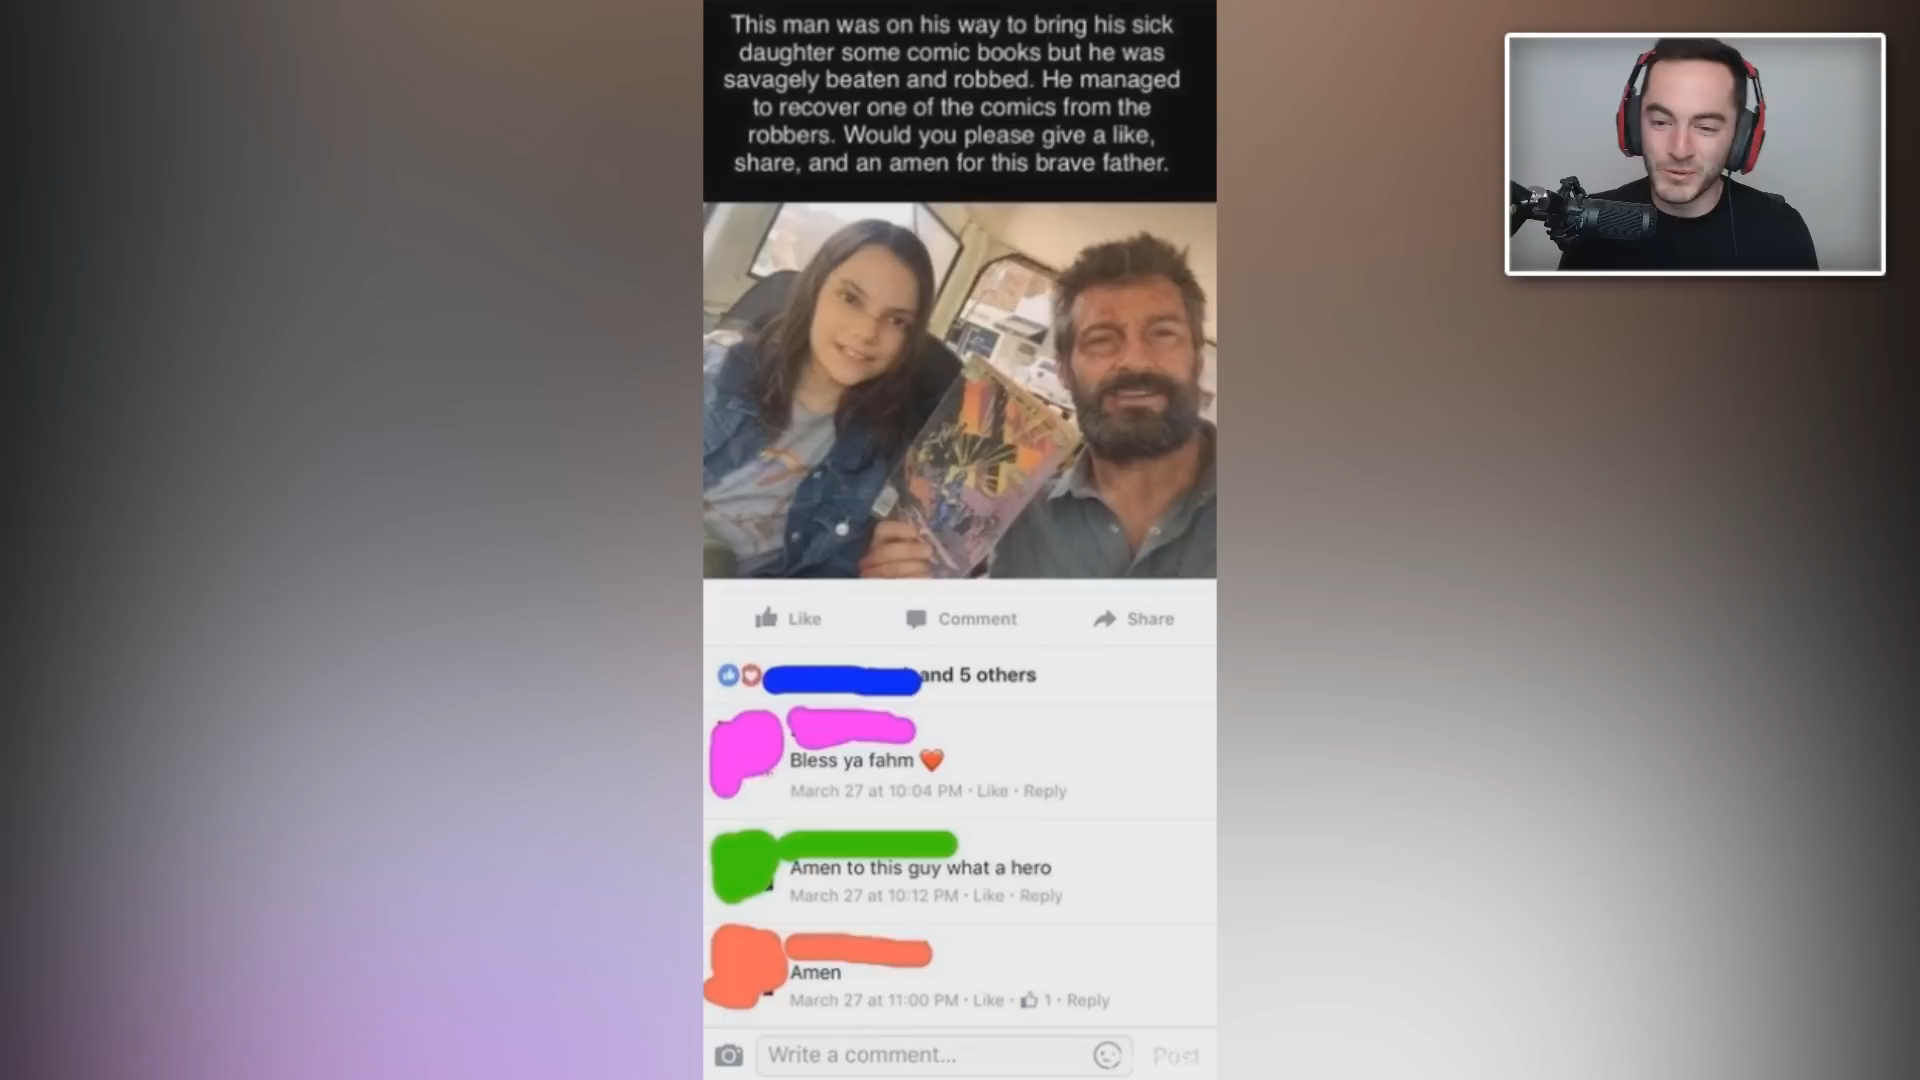 This man was on his way to bring his sick
daughter some comic books but he was
savagely beaten and robbed. He managed
to recover one of the comics from the
robbers. Would you please give a like,
share, and an amen for this brave father.
Like
Comment
Share
and 5 others
Bless ya fahm ❤️
March 27 at 10:04 PM · Like · Reply
Amen to this guy what a hero
March 27 at 10:12 PM · Like · Reply
Amen
March 27 at 11:00 PM · Like · 1 · Reply
Write a comment...
Post